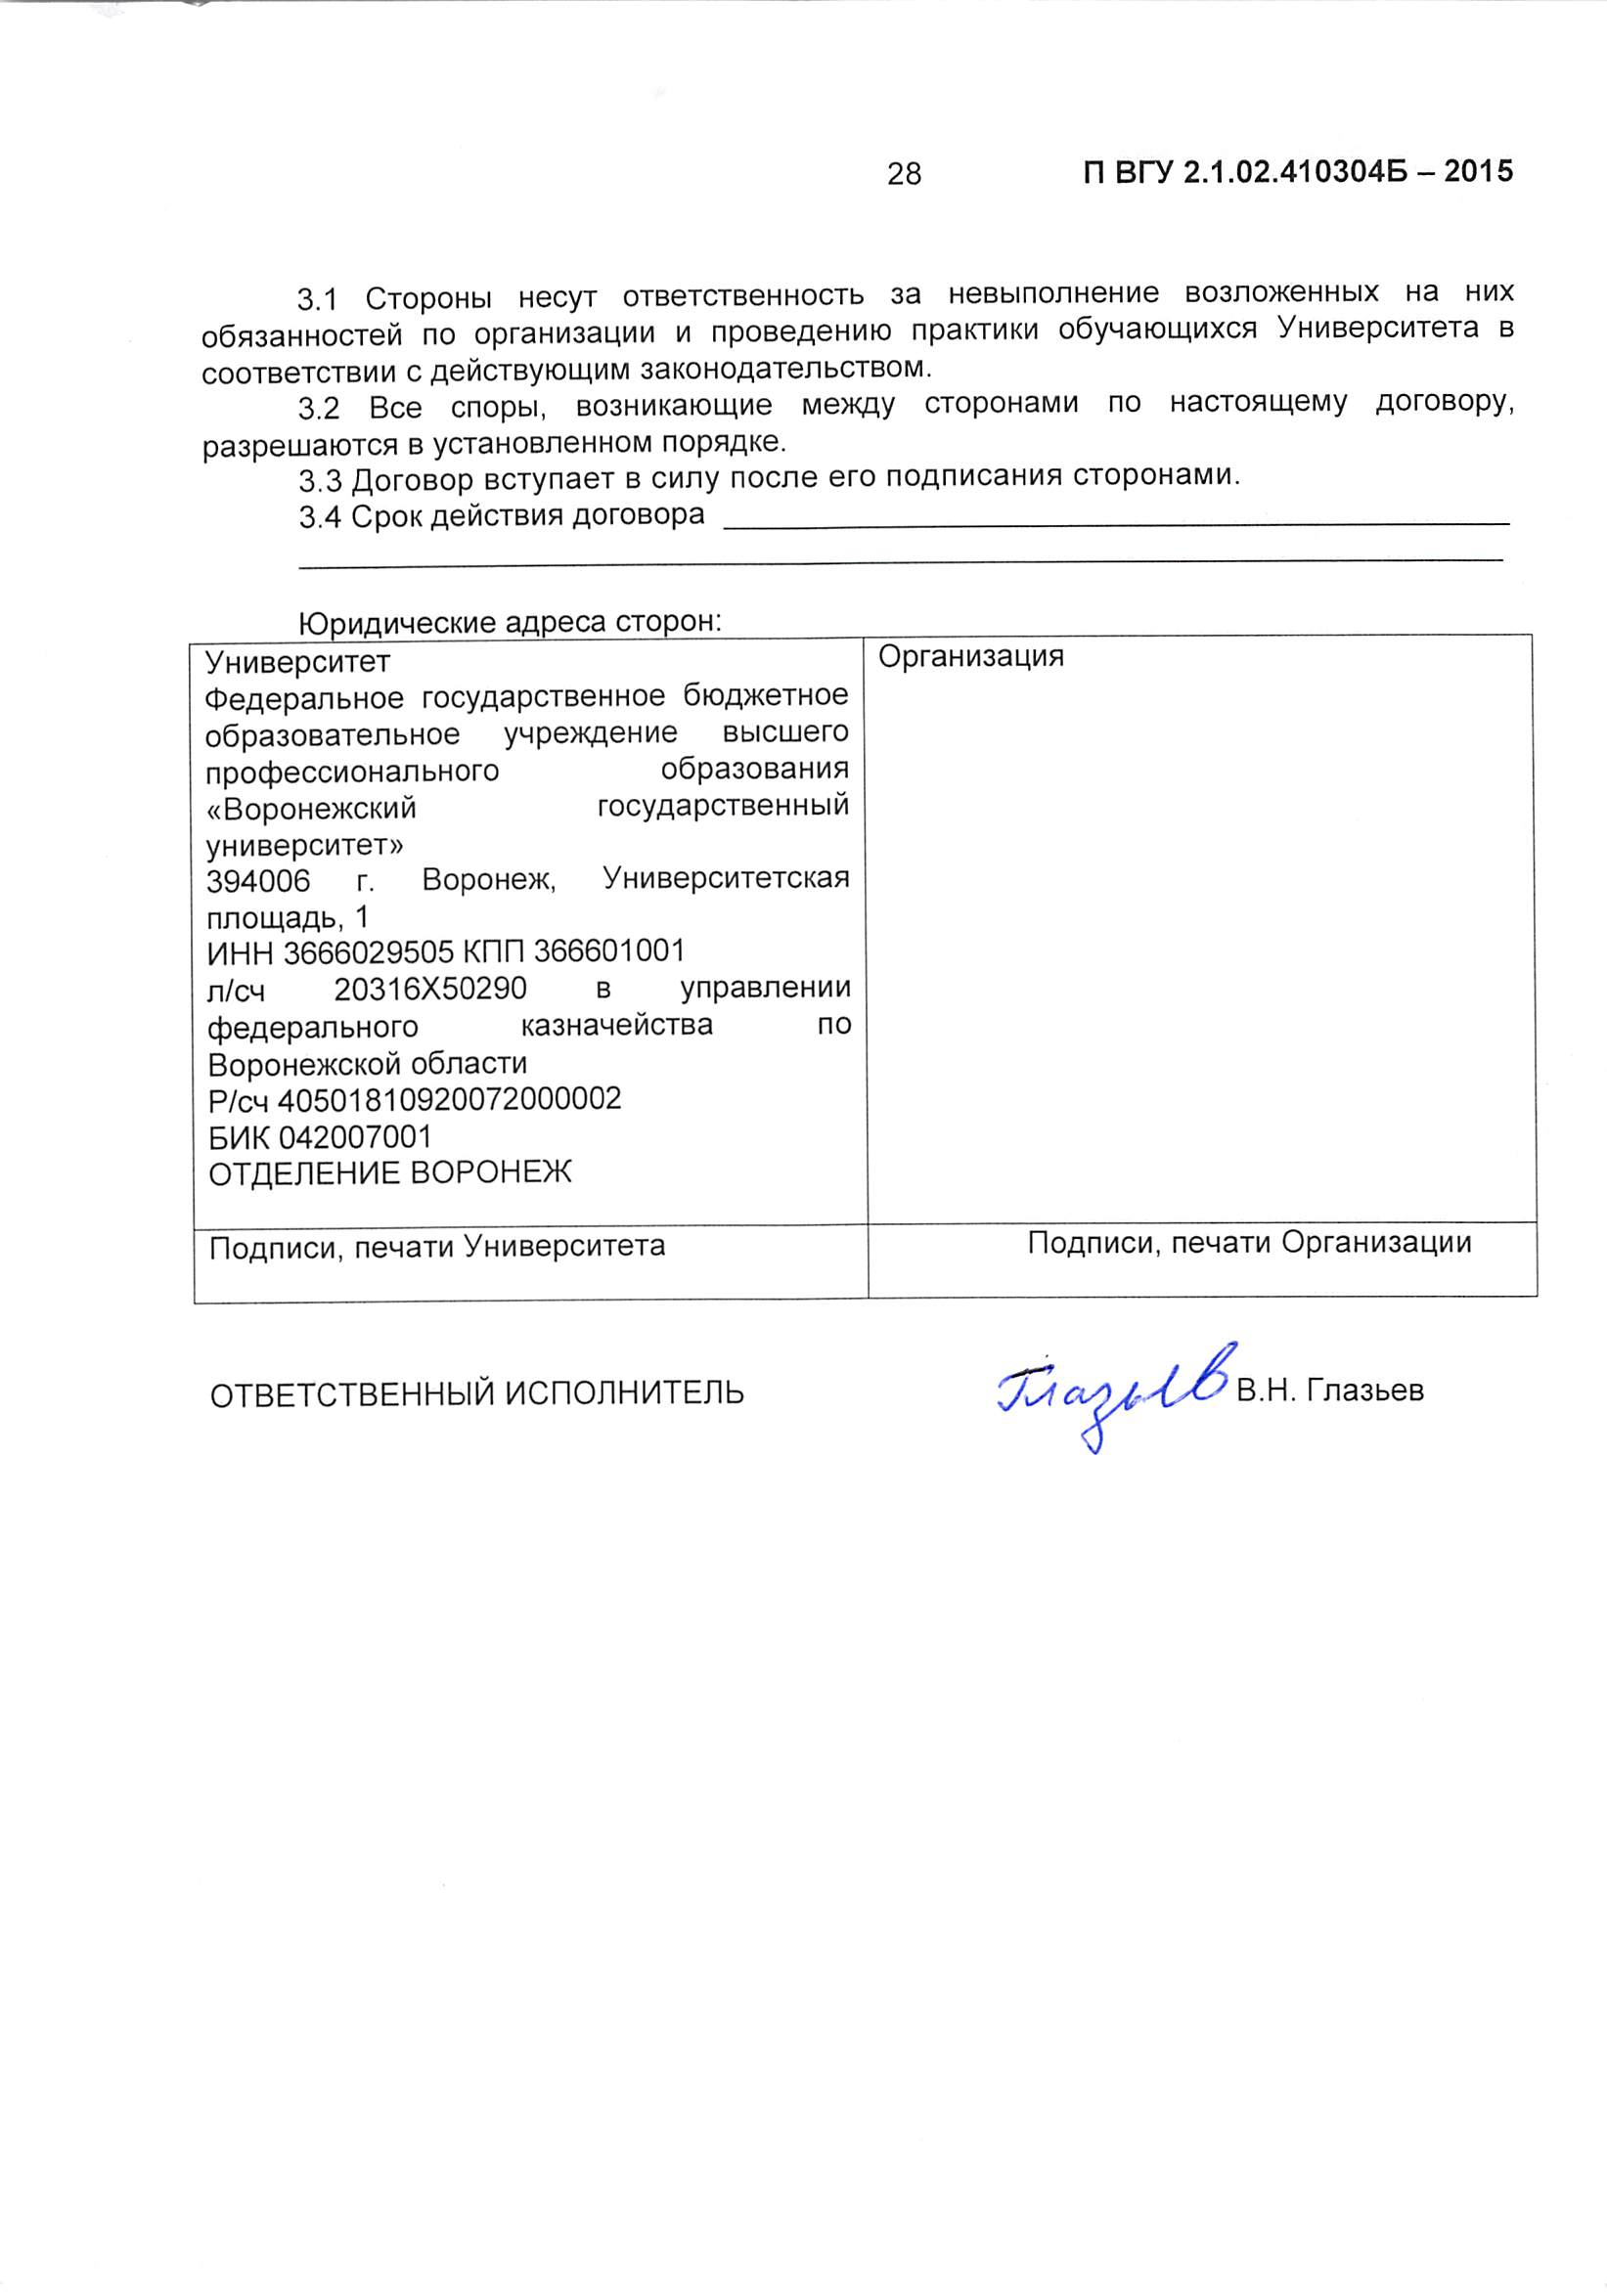 28 П ВГУ 2.1.02.410304Б – 2015
3.1 Стороны несут ответственность за невыполнение возложенных на них
обязанностей по организации и проведению практики обучающихся Университета в
соответствии с действующим законодательством.
3.2 Все споры, возникающие между сторонами по настоящему договору,
разрешаются в установленном порядке.
3.3 Договор вступает в силу после его подписания сторонами.
3.4 Срок действия договора
Юридические адреса сторон:
Университет
Федеральное государственное бюджетное
образовательное учреждение высшего
профессионального образования
«Воронежский государственный
университет»
394006 г. Воронеж, Университетская
площадь, 1
ИНН 3666029505 КПП 366601001
л/сч 20316Х50290 в управлении
федерального казначейства по
Воронежской области
Р/сч 40501810920072000002
БИК 042007001
ОТДЕЛЕНИЕ ВОРОНЕЖ
Организация
Подписи, печати Университета
Подписи, печати Организации
ОТВЕТСТВЕННЫЙ ИСПОЛНИТЕЛЬ Глазьев В.Н. Глазьев